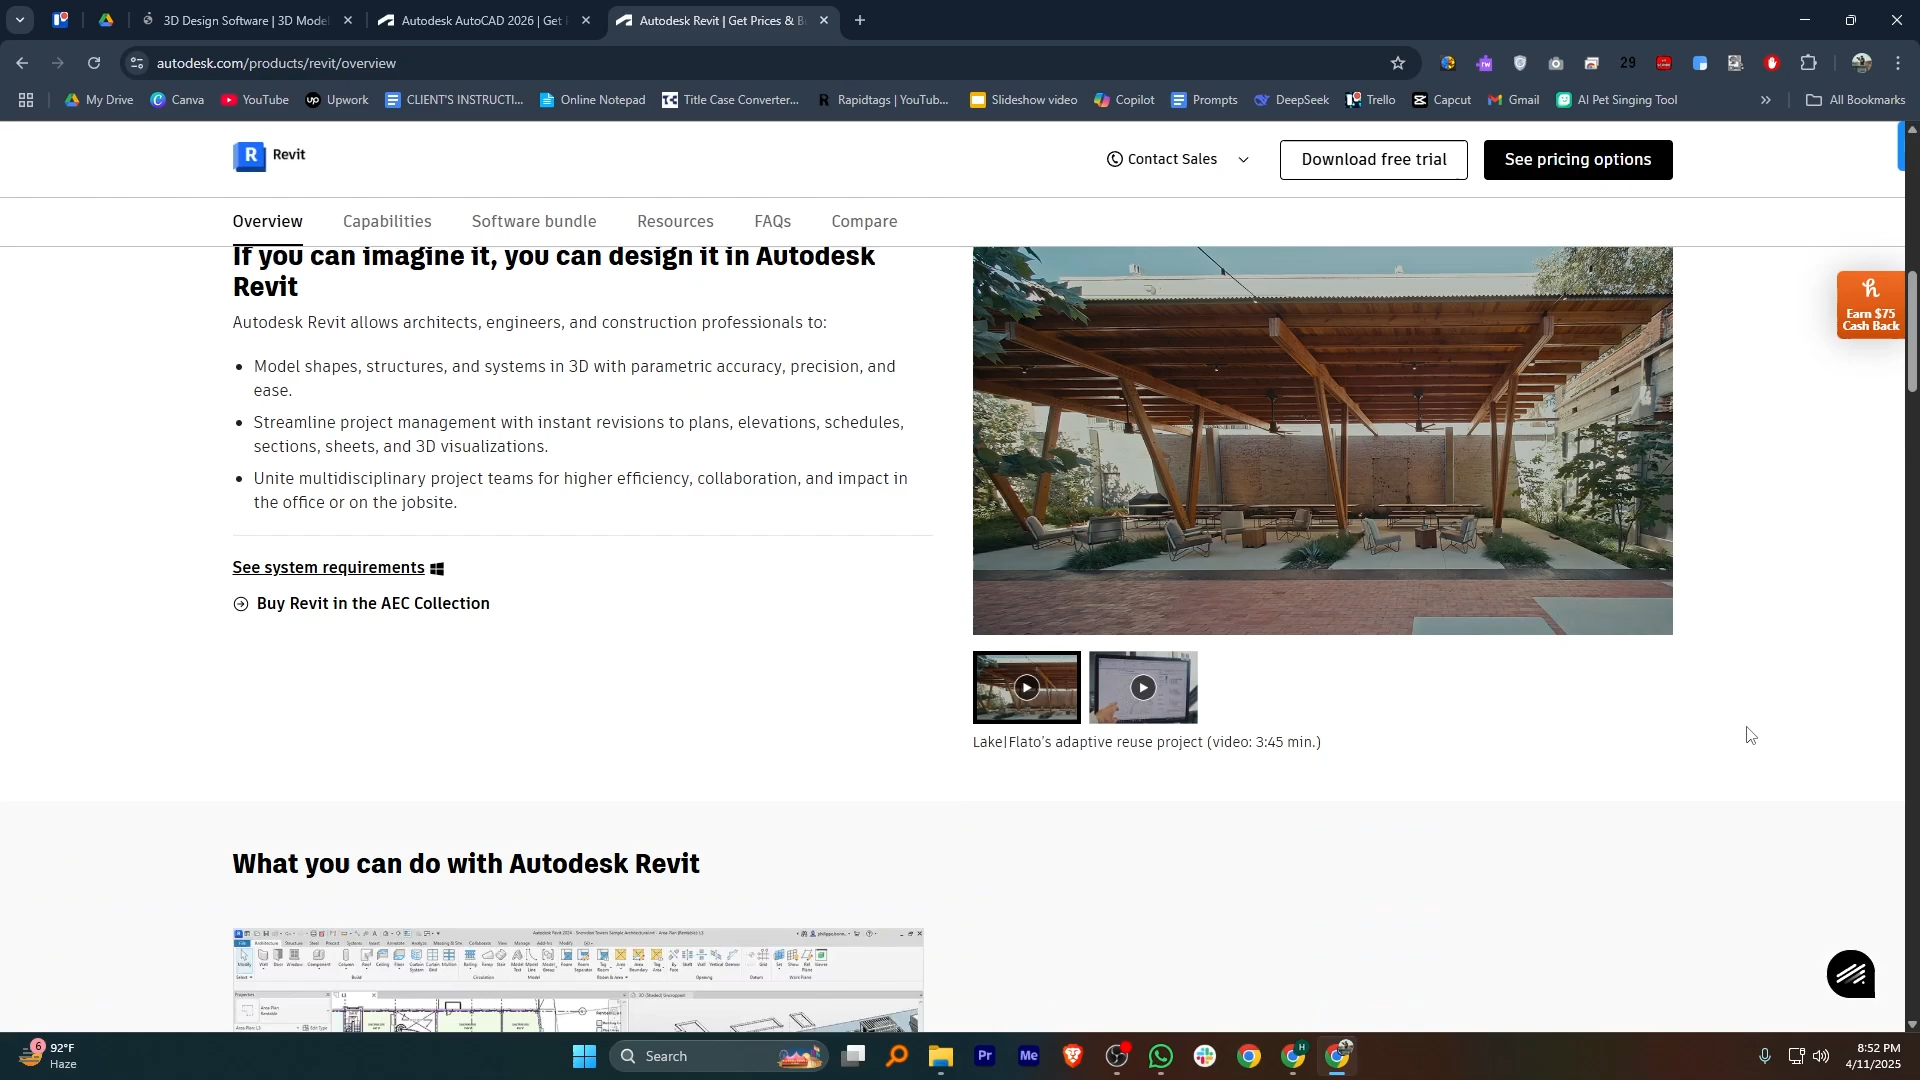 3D Design Software | 3D Model
Autodesk AutoCAD 2026 | Get
Autodesk Revit | Get Prices & B
autodesk.com/products/revit/overview
29
My Drive
Canva
YouTube
Upwork
CLIENT'S INSTRUCTI...
Online Notepad
Title Case Converter...
Rapidtags | YouTub...
Slideshow video
Copilot
Prompts
DeepSeek
Trello
Capcut
Gmail
AI Pet Singing Tool
All Bookmarks
R Revit
Contact Sales
Download free trial
See pricing options
Overview
Capabilities
Software bundle
Resources
FAQs
Compare
If you can imagine it, you can design it in Autodesk
Revit
Autodesk Revit allows architects, engineers, and construction professionals to:
Model shapes, structures, and systems in 3D with parametric accuracy, precision, and
ease.
Streamline project management with instant revisions to plans, elevations, schedules,
sections, sheets, and 3D visualizations.
Unite multidisciplinary project teams for higher efficiency, collaboration, and impact in
the office or on the jobsite.
See system requirements
Buy Revit in the AEC Collection
Earn $75
Cash Back
Lake|Flato's adaptive reuse project (video: 3:45 min.)
What you can do with Autodesk Revit
6
92°F
Haze
Search
Pr
Me
8:52 PM
4/11/2025